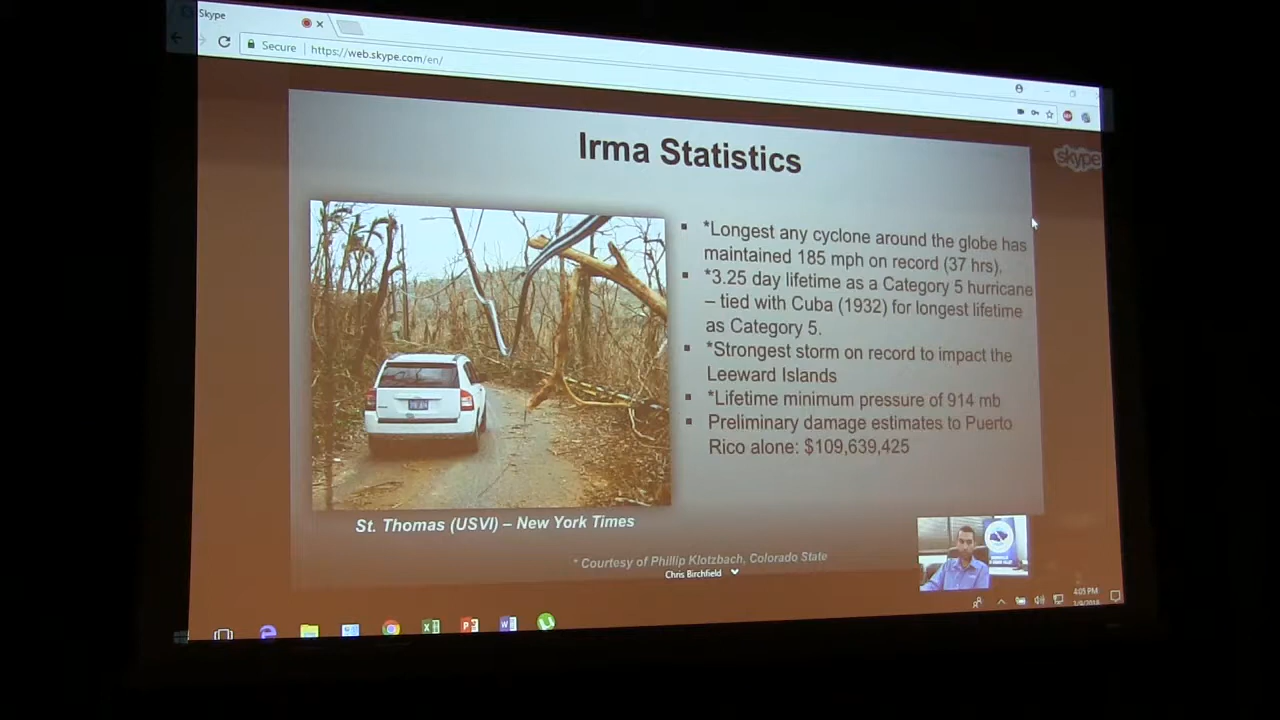 Skype
Secure https://web.skype.com/en/
skype
Irma Statistics
*Longest any cyclone around the globe has
maintained 185 mph on record (37 hrs).
*3.25 day lifetime as a Category 5 hurricane
– tied with Cuba (1932) for longest lifetime
as Category 5.
*Strongest storm on record to impact the
Leeward Islands
*Lifetime minimum pressure of 914 mb
Preliminary damage estimates to Puerto
Rico alone: $109,639,425
St. Thomas (USVI) – New York Times
* Courtesy of Phillip Klotzbach, Colorado State
Chris Birchfield
4:05 PM